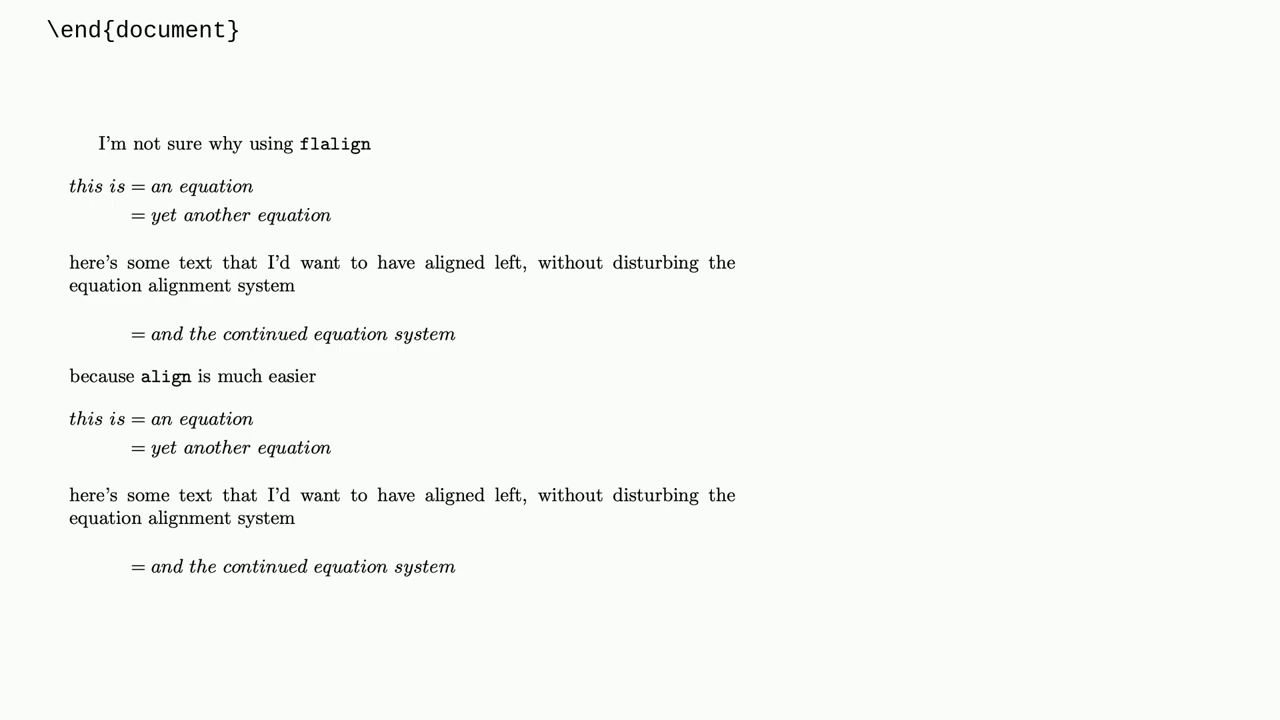 \end{document}
I'm not sure why using flalign
this is = an equation
= yet another equation
here's some text that I'd want to have aligned left, without disturbing the
equation alignment system
= and the continued equation system
because align is much easier
this is = an equation
= yet another equation
here's some text that I'd want to have aligned left, without disturbing the
equation alignment system
= and the continued equation system